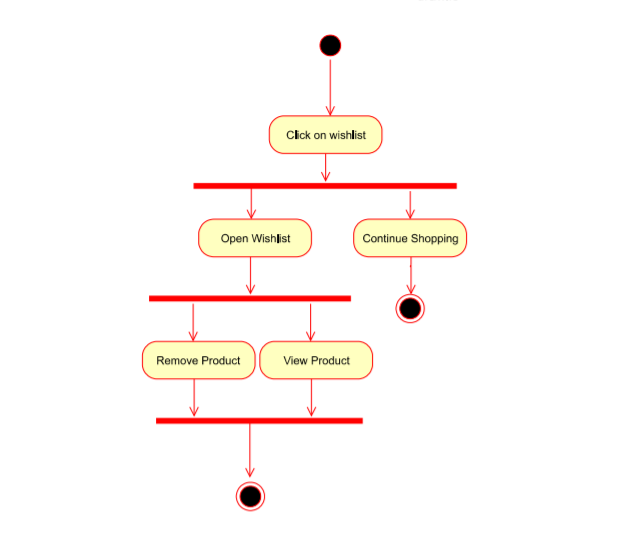 Click on wishlist
Open Wishlist
Continue Shopping
Remove Product
View Product